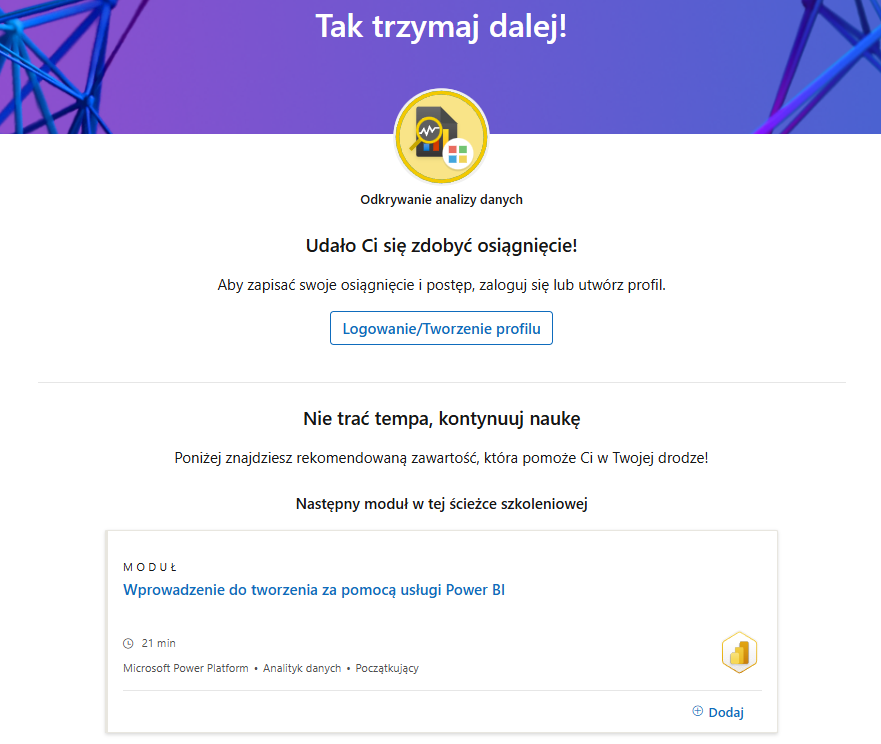 Tak trzymaj dalej!
Odkrywanie analizy danych
Udało Ci się zdobyć osiągnięcie!
Aby zapisać swoje osiągnięcie i postęp, zaloguj się lub utwórz profil.
Logowanie/Tworzenie profilu
Nie trać tempa, kontynuuj naukę
Poniżej znajdziesz rekomendowaną zawartość, która pomoże Ci w Twojej drodze!
Następny moduł w tej ścieżce szkoleniowej
MODUŁ
Wprowadzenie do tworzenia za pomocą usługi Power BI
21 min
Microsoft Power Platform • Analityk danych • Początkujący
Dodaj